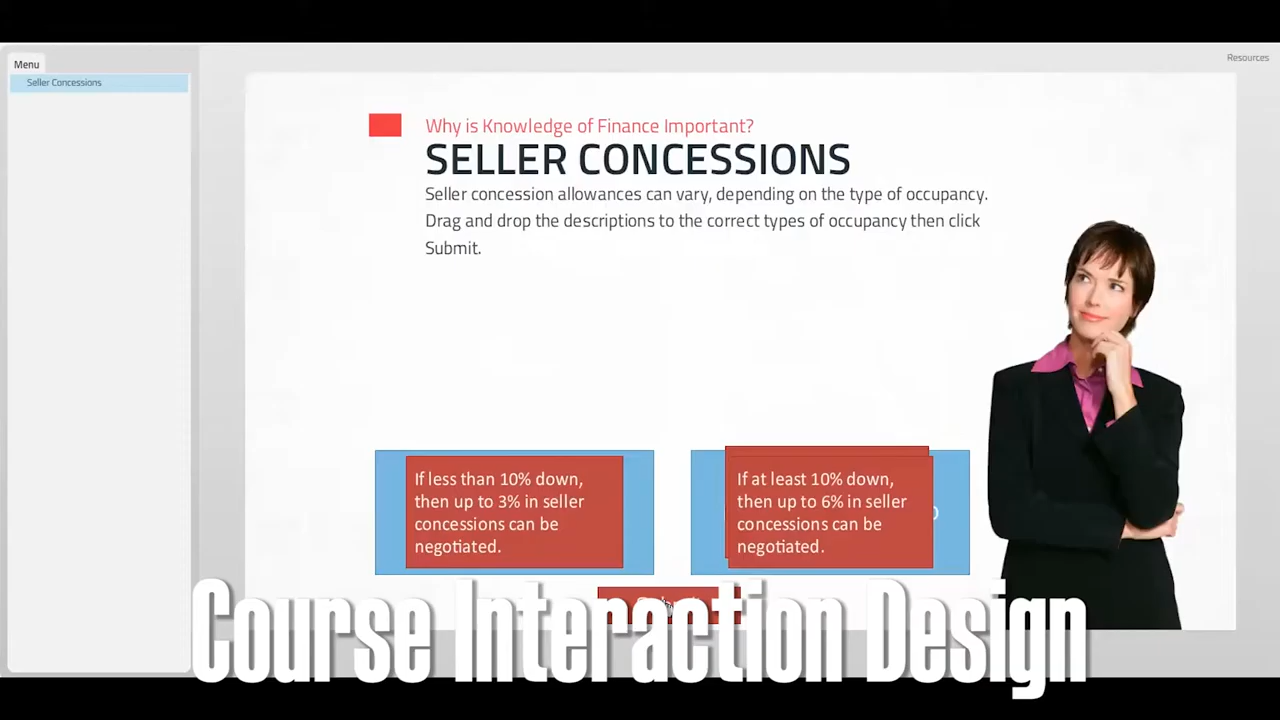 Menu
Resources
Seller Concessions
Why is Knowledge of Finance Important?
SELLER CONCESSIONS
Seller concession allowances can vary, depending on the type of occupancy.
Drag and drop the descriptions to the correct types of occupancy then click
Submit.
If less than 10% down,
then up to 3% in seller
concessions can be
negotiated.
If at least 10% down,
then up to 6% in seller
concessions can be
negotiated.
Course Interaction Design